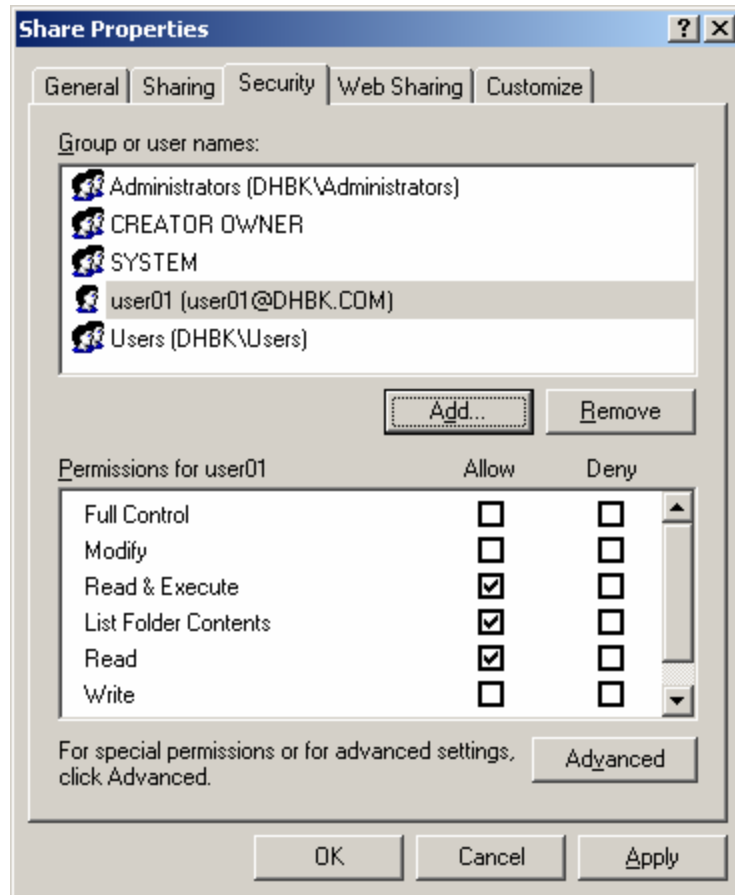 Share Properties
General Sharing Security Web Sharing Customize
Group or user names:
Administrators (DHBK\Administrators)
CREATOR OWNER
SYSTEM
user01 (user01@DHBK.COM)
Users (DHBK\Users)
Add... Remove
Permissions for user01 Allow Deny
Full Control
Modify
Read & Execute
List Folder Contents
Read
Write
For special permissions or for advanced settings,
click Advanced.
Advanced
OK Cancel Apply